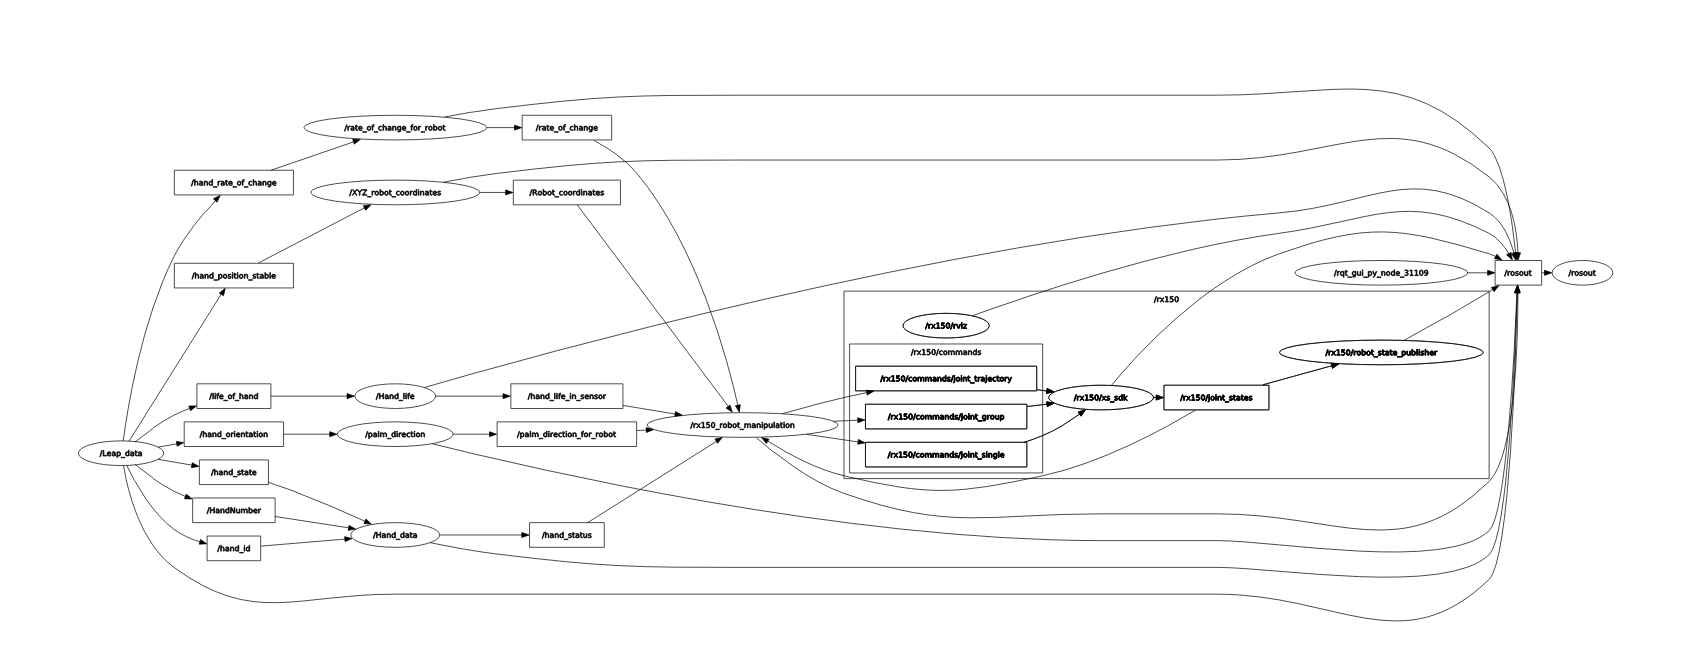 /rate_of_change_for_robot
/rate_of_change
/hand_rate_of_change
/XYZ_robot_coordinates
/Robot_coordinates
/hand_position_stable
/rqt_gui_py_node_31109
/rosout
/rosout
/rx150
/rx150/rviz
/rx150/commands
/rx150/robot_state_publisher
/rx150/commands/joint_trajectory
/life_of_hand
/Hand_life
/hand_life_in_sensor
/rx150/xs_sdk
/rx150/joint_states
/rx150/commands/joint_group
/rx150_robot_manipulation
/hand_orientation
/palm_direction
/palm_direction_for_robot
/Leap_data
/rx150/commands/joint_single
/hand_state
/HandNumber
/Hand_data
/hand_status
/hand_id